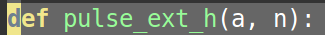 def pulse_ext_h(a, n):